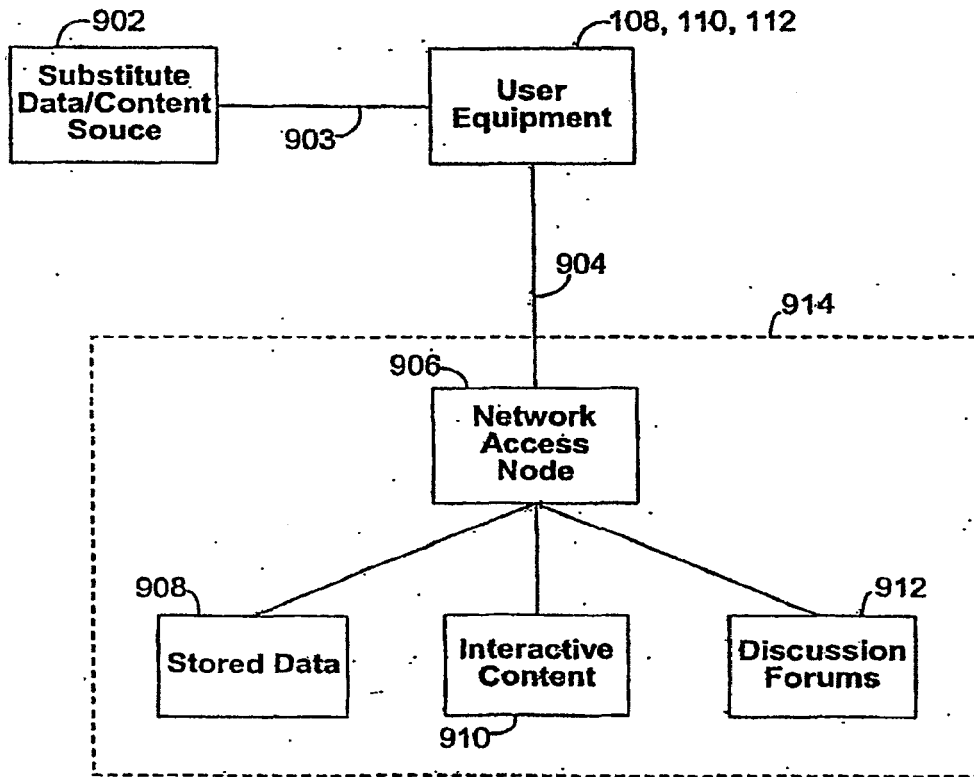 902
108, 110, 112
Substitute
Data/Content
Souce
User
Equipment
903
904
914
906
Network
Access
Node
908
912
Stored Data
Interactive
Content
Discussion
Forums
910